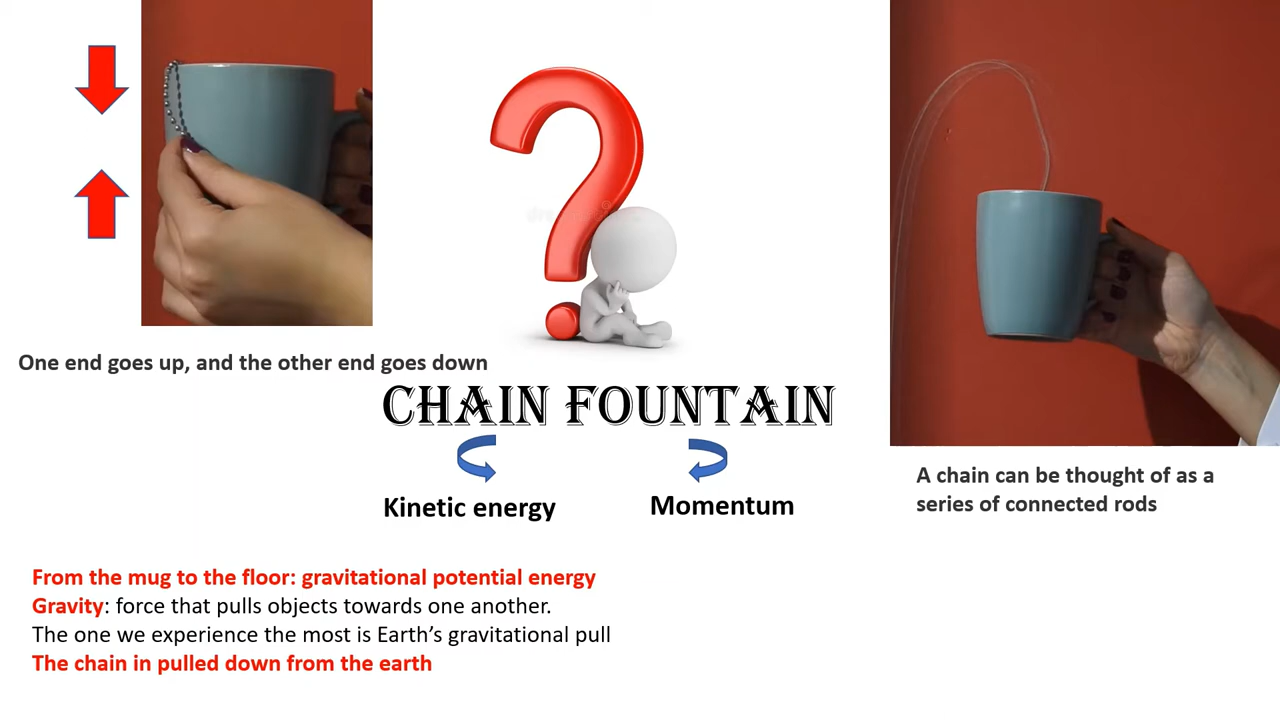 One end goes up, and the other end goes down
CHAIN FOUNTAIN
Kinetic energy
Momentum
A chain can be thought of as a
series of connected rods
From the mug to the floor: gravitational potential energy
Gravity: force that pulls objects towards one another.
The one we experience the most is Earth’s gravitational pull
The chain in pulled down from the earth